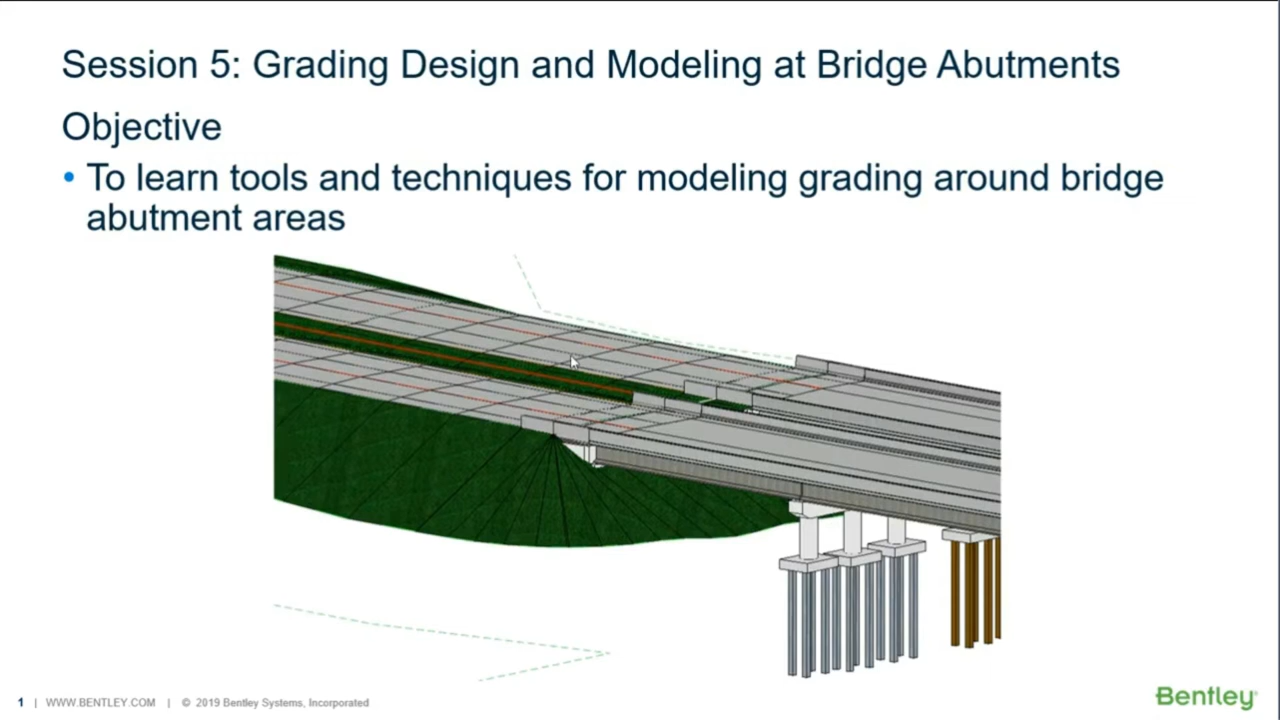 Session 5: Grading Design and Modeling at Bridge Abutments
Objective
• To learn tools and techniques for modeling grading around bridge
abutment areas
1 | WWW.BENTLEY.COM | © 2019 Bentley Systems, Incorporated
Bentley